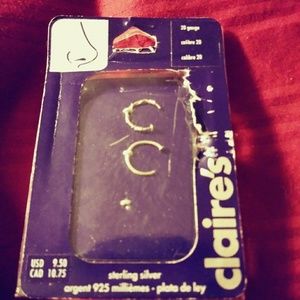 20 gauge
calibre 20
calibre 20
claire's
USD 9.50
CAD 10.75
sterling silver
argent 925 millièmes - plata de ley